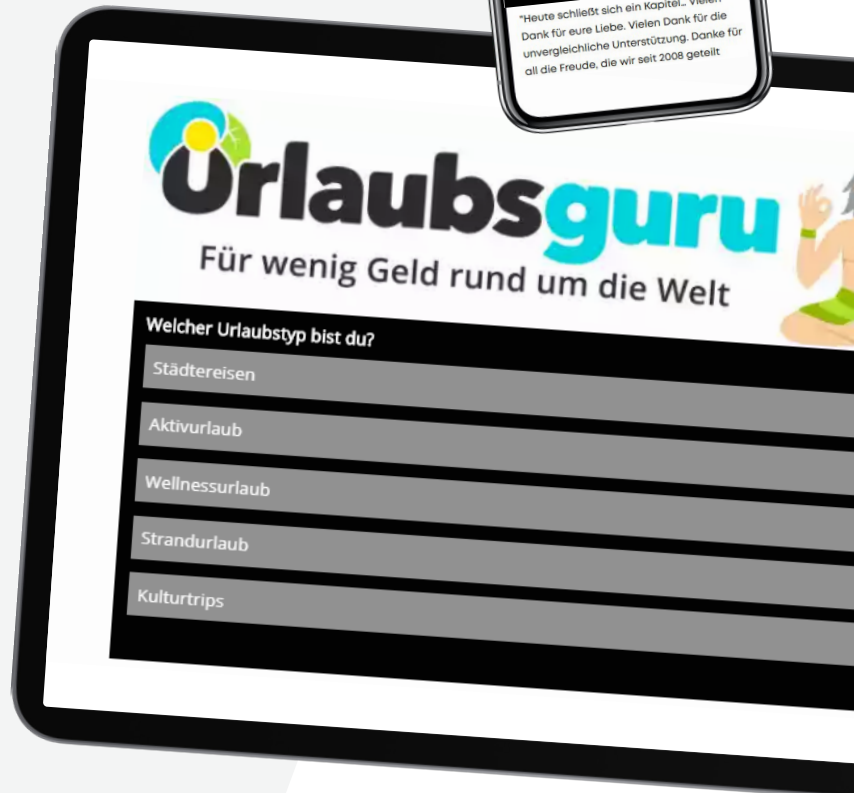 "Heute schließt sich ein Kapitel... Vielen
Dank für eure Liebe. Vielen Dank für die
unvergleichliche Unterstützung. Danke für
all die Freude, die wir seit 2008 geteilt
Urlaubsguru
Für wenig Geld rund um die Welt
Welcher Urlaubstyp bist du?
Städtereisen
Aktivurlaub
Wellnessurlaub
Strandurlaub
Kulturtrips